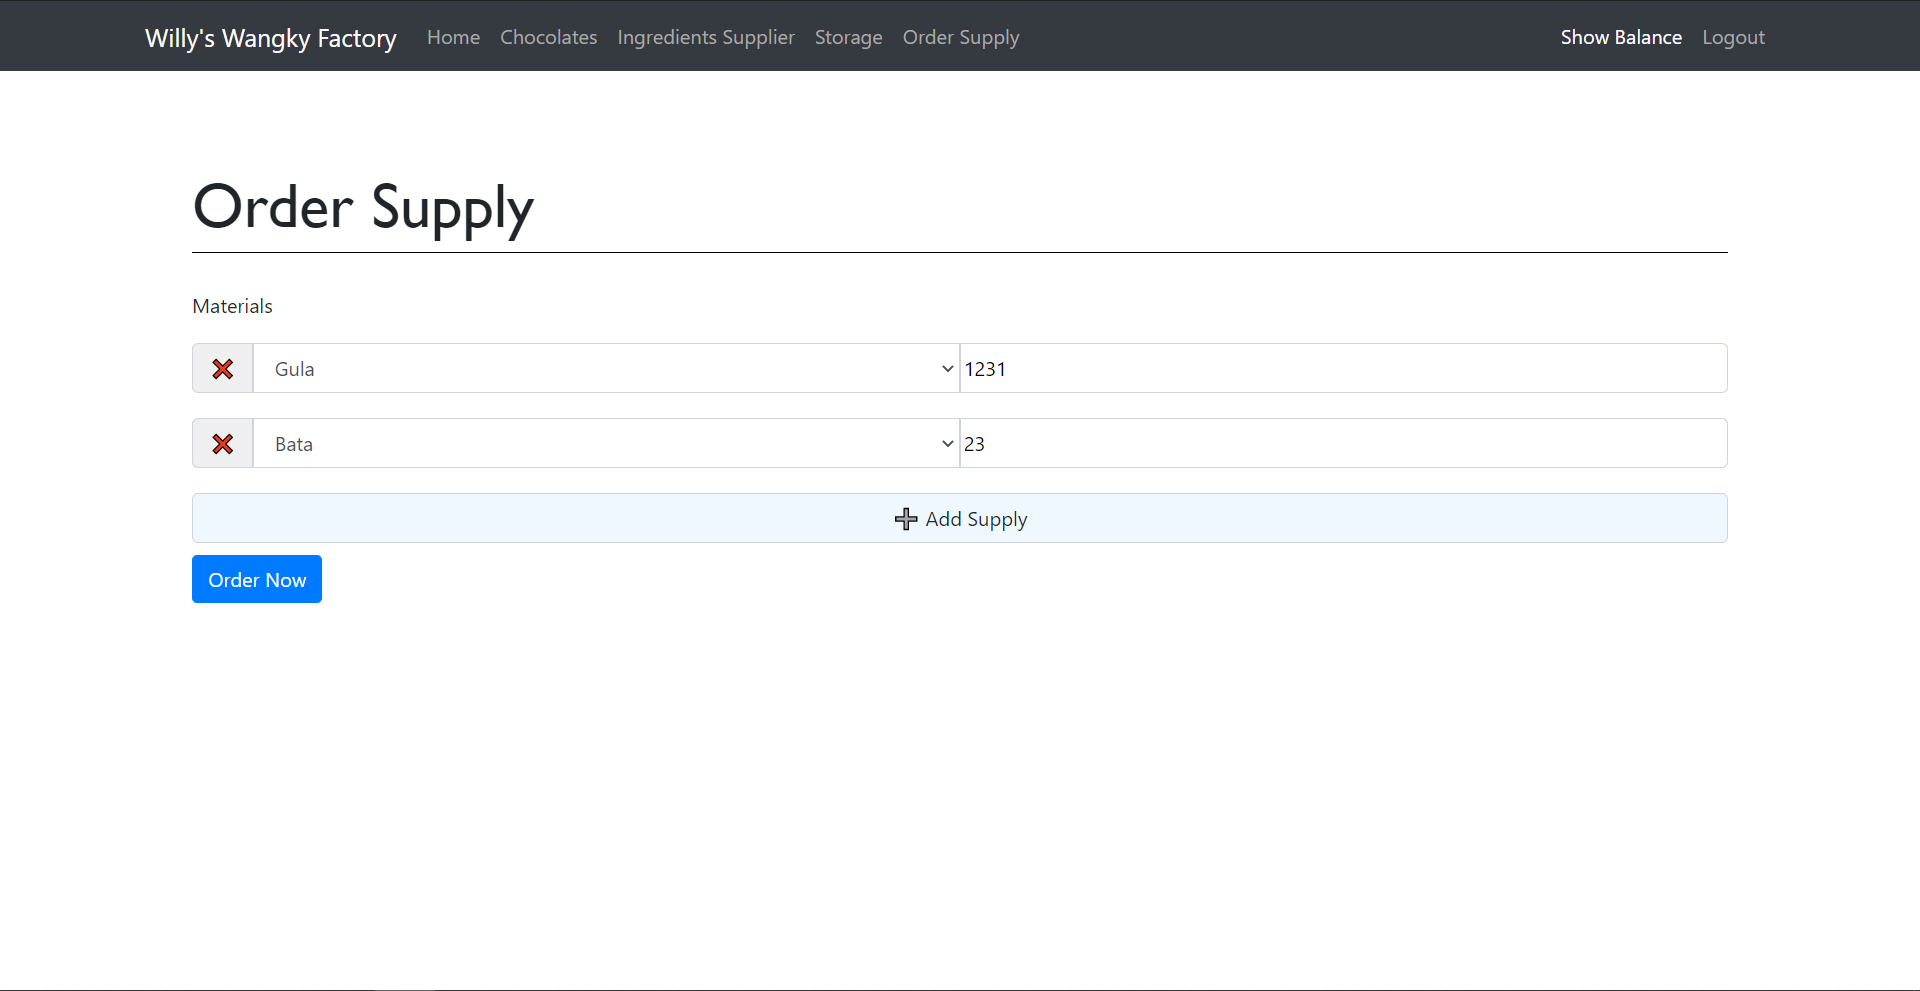 Willy's Wangky Factory Home Chocolates Ingredients Supplier Storage Order Supply Show Balance Logout
Order Supply
Materials
Gula 1231
Bata 23
Add Supply
Order Now